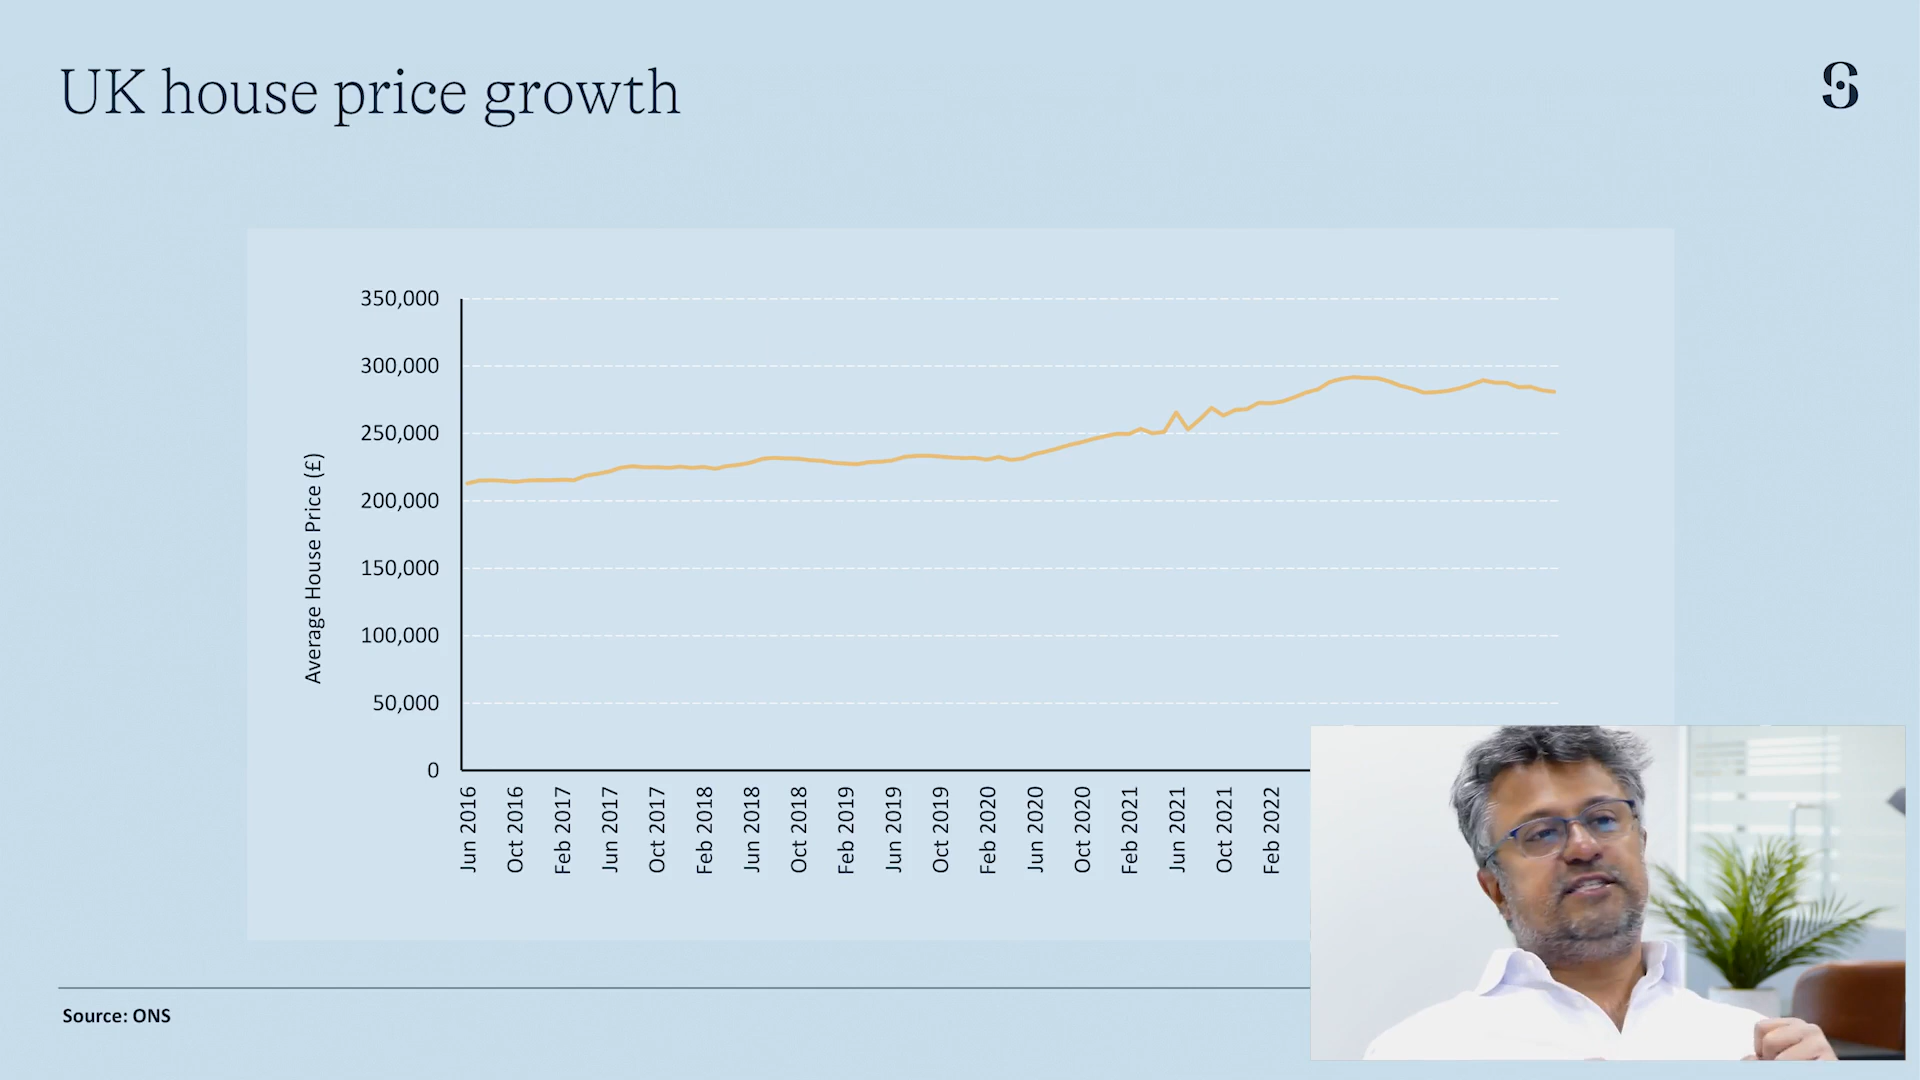 UK house price growth
350,000
300,000
250,000
200,000
150,000
100,000
50,000
0
Average House Price (£)
Jun 2016
Oct 2016
Feb 2017
Jun 2017
Oct 2017
Feb 2018
Jun 2018
Oct 2018
Feb 2019
Jun 2019
Oct 2019
Feb 2020
Jun 2020
Oct 2020
Feb 2021
Jun 2021
Oct 2021
Feb 2022
Source: ONS